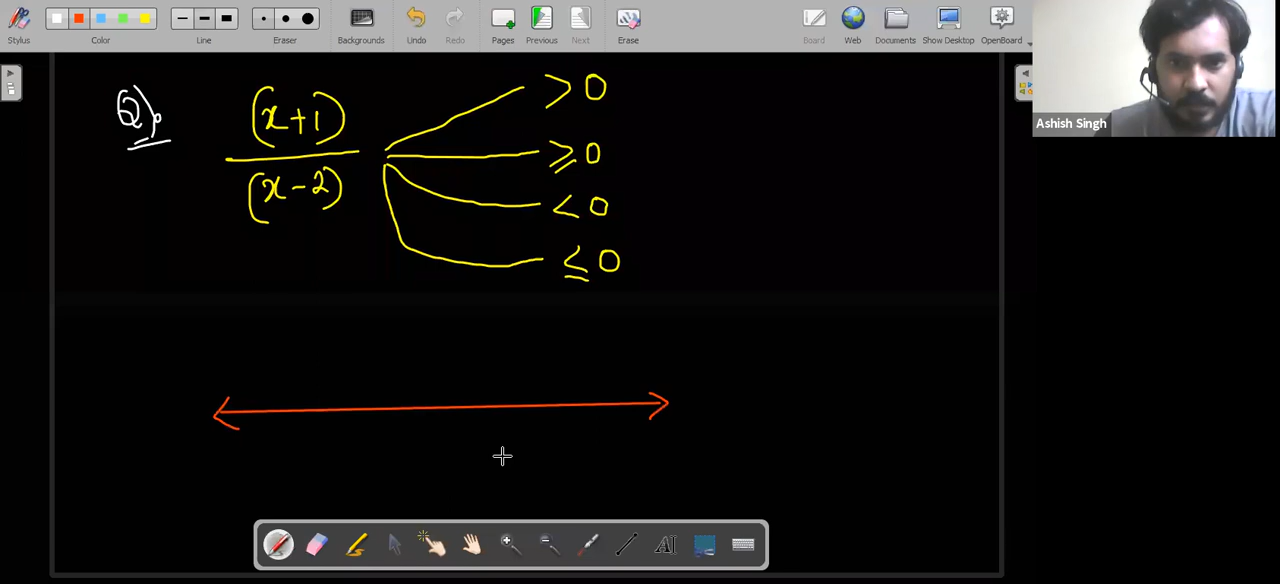 Stylus Color Line Eraser Backgrounds Undo Redo Pages Previous Next Erase Board Web Documents Show Desktop OpenBoard
Ashish Singh
Q).
(x+1)
(x-2)
> 0
≥ 0
< 0
≤ 0
AI